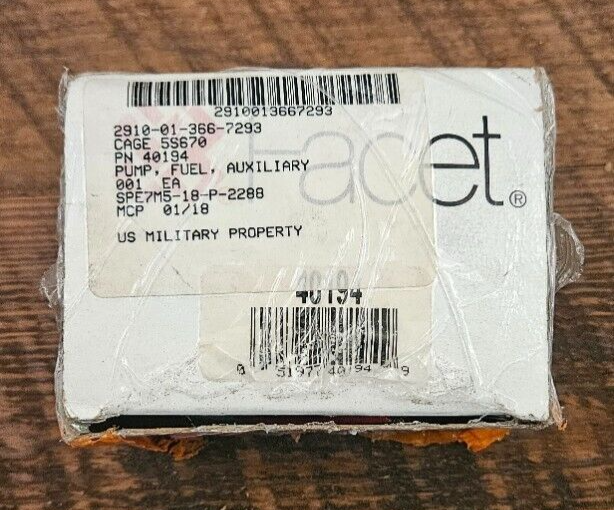 2910013667293
2910-01-366-7293
CAGE 5S670
PN 40194
PUMP, FUEL, AUXILIARY
001 EA
SPE7M5-18-P-2288
MCP 01/18
US MILITARY PROPERTY
Facet®
40194